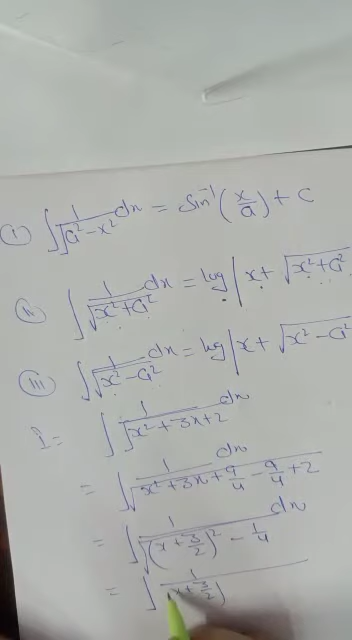 (i) ∫ 1/√(a² - x²) dx = sin⁻¹(x/a) + c
(ii) ∫ 1/√(x² + a²) dx = log | x + √(x² + a²)
(iii) ∫ 1/√(x² - a²) dx = log | x + √(x² - a²)
I = ∫ 1/√(x² + 3x + 2) dx
= ∫ 1/√(x² + 3x + 9/4 - 9/4 + 2) dx
= ∫ 1/√((x + 3/2)² - 1/4) dx
= ∫ 1/(x + 3/2)